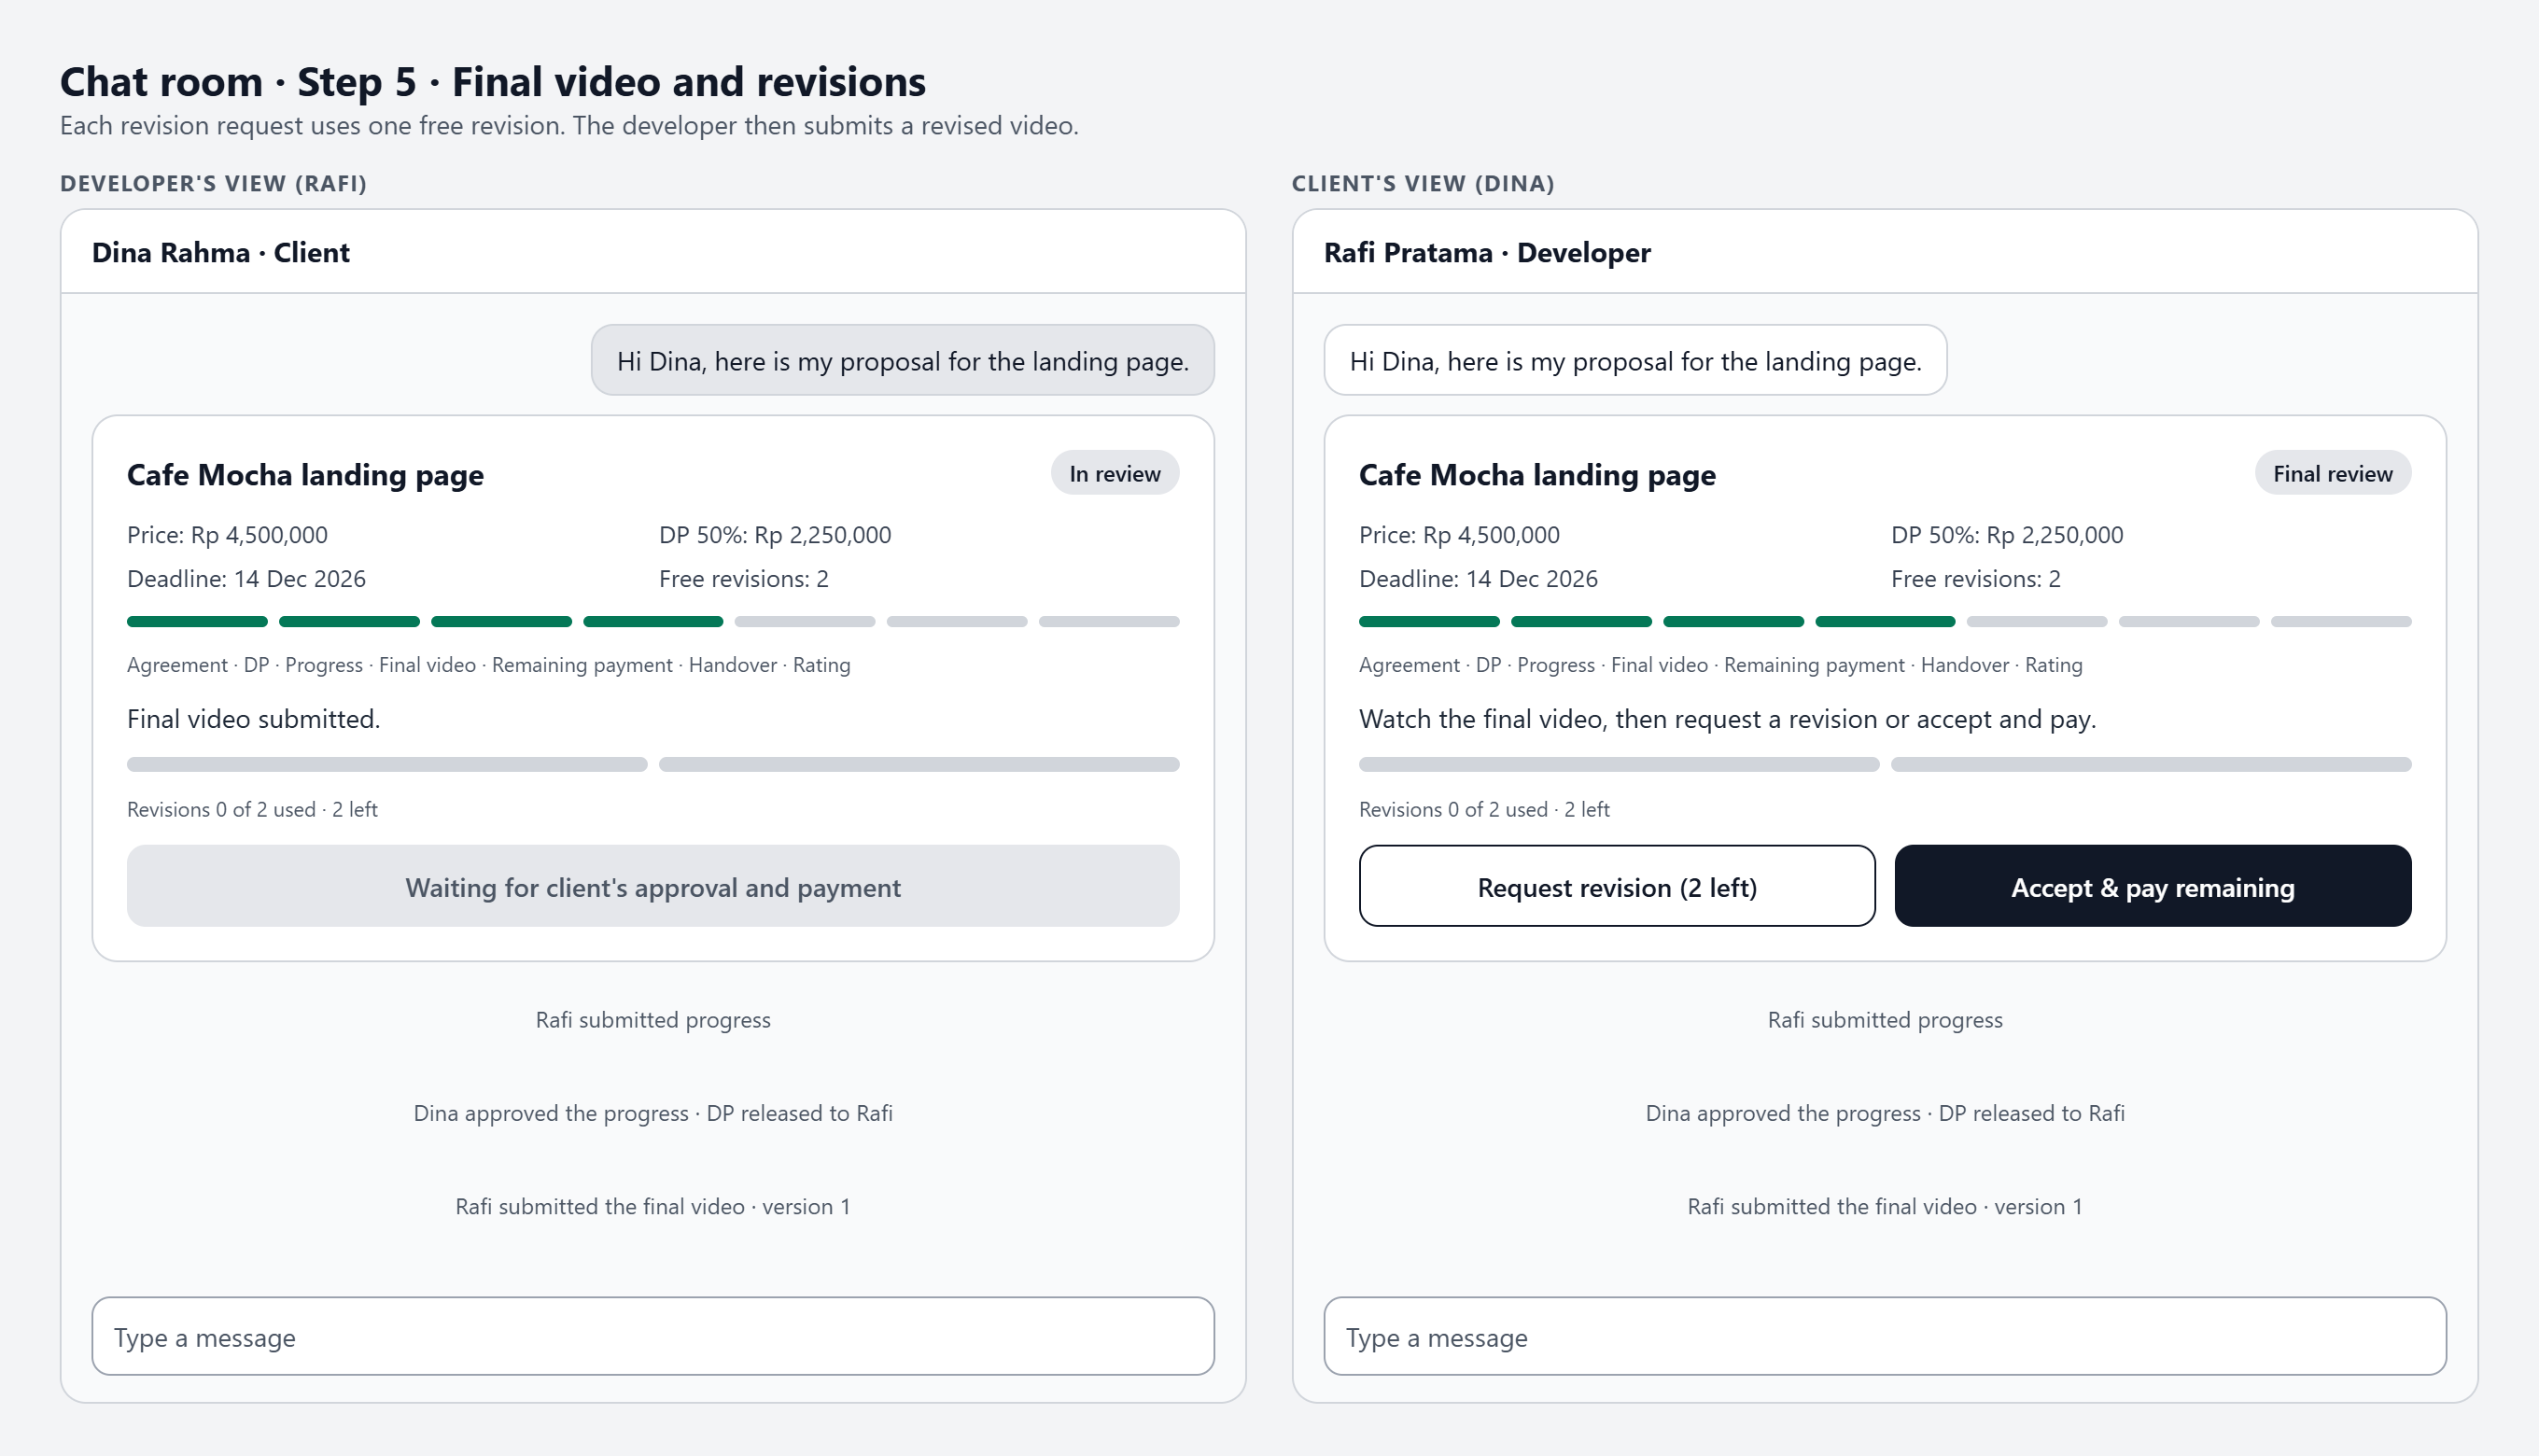 Chat room · Step 5 · Final video and revisions
Each revision request uses one free revision. The developer then submits a revised video.
DEVELOPER'S VIEW (RAFI)
Dina Rahma · Client
Hi Dina, here is my proposal for the landing page.
Cafe Mocha landing page
In review
Price: Rp 4,500,000
DP 50%: Rp 2,250,000
Deadline: 14 Dec 2026
Free revisions: 2
Agreement · DP · Progress · Final video · Remaining payment · Handover · Rating
Final video submitted.
Revisions 0 of 2 used · 2 left
Waiting for client's approval and payment
Rafi submitted progress
Dina approved the progress · DP released to Rafi
Rafi submitted the final video · version 1
Type a message
CLIENT'S VIEW (DINA)
Rafi Pratama · Developer
Hi Dina, here is my proposal for the landing page.
Cafe Mocha landing page
Final review
Price: Rp 4,500,000
DP 50%: Rp 2,250,000
Deadline: 14 Dec 2026
Free revisions: 2
Agreement · DP · Progress · Final video · Remaining payment · Handover · Rating
Watch the final video, then request a revision or accept and pay.
Revisions 0 of 2 used · 2 left
Request revision (2 left)
Accept & pay remaining
Rafi submitted progress
Dina approved the progress · DP released to Rafi
Rafi submitted the final video · version 1
Type a message